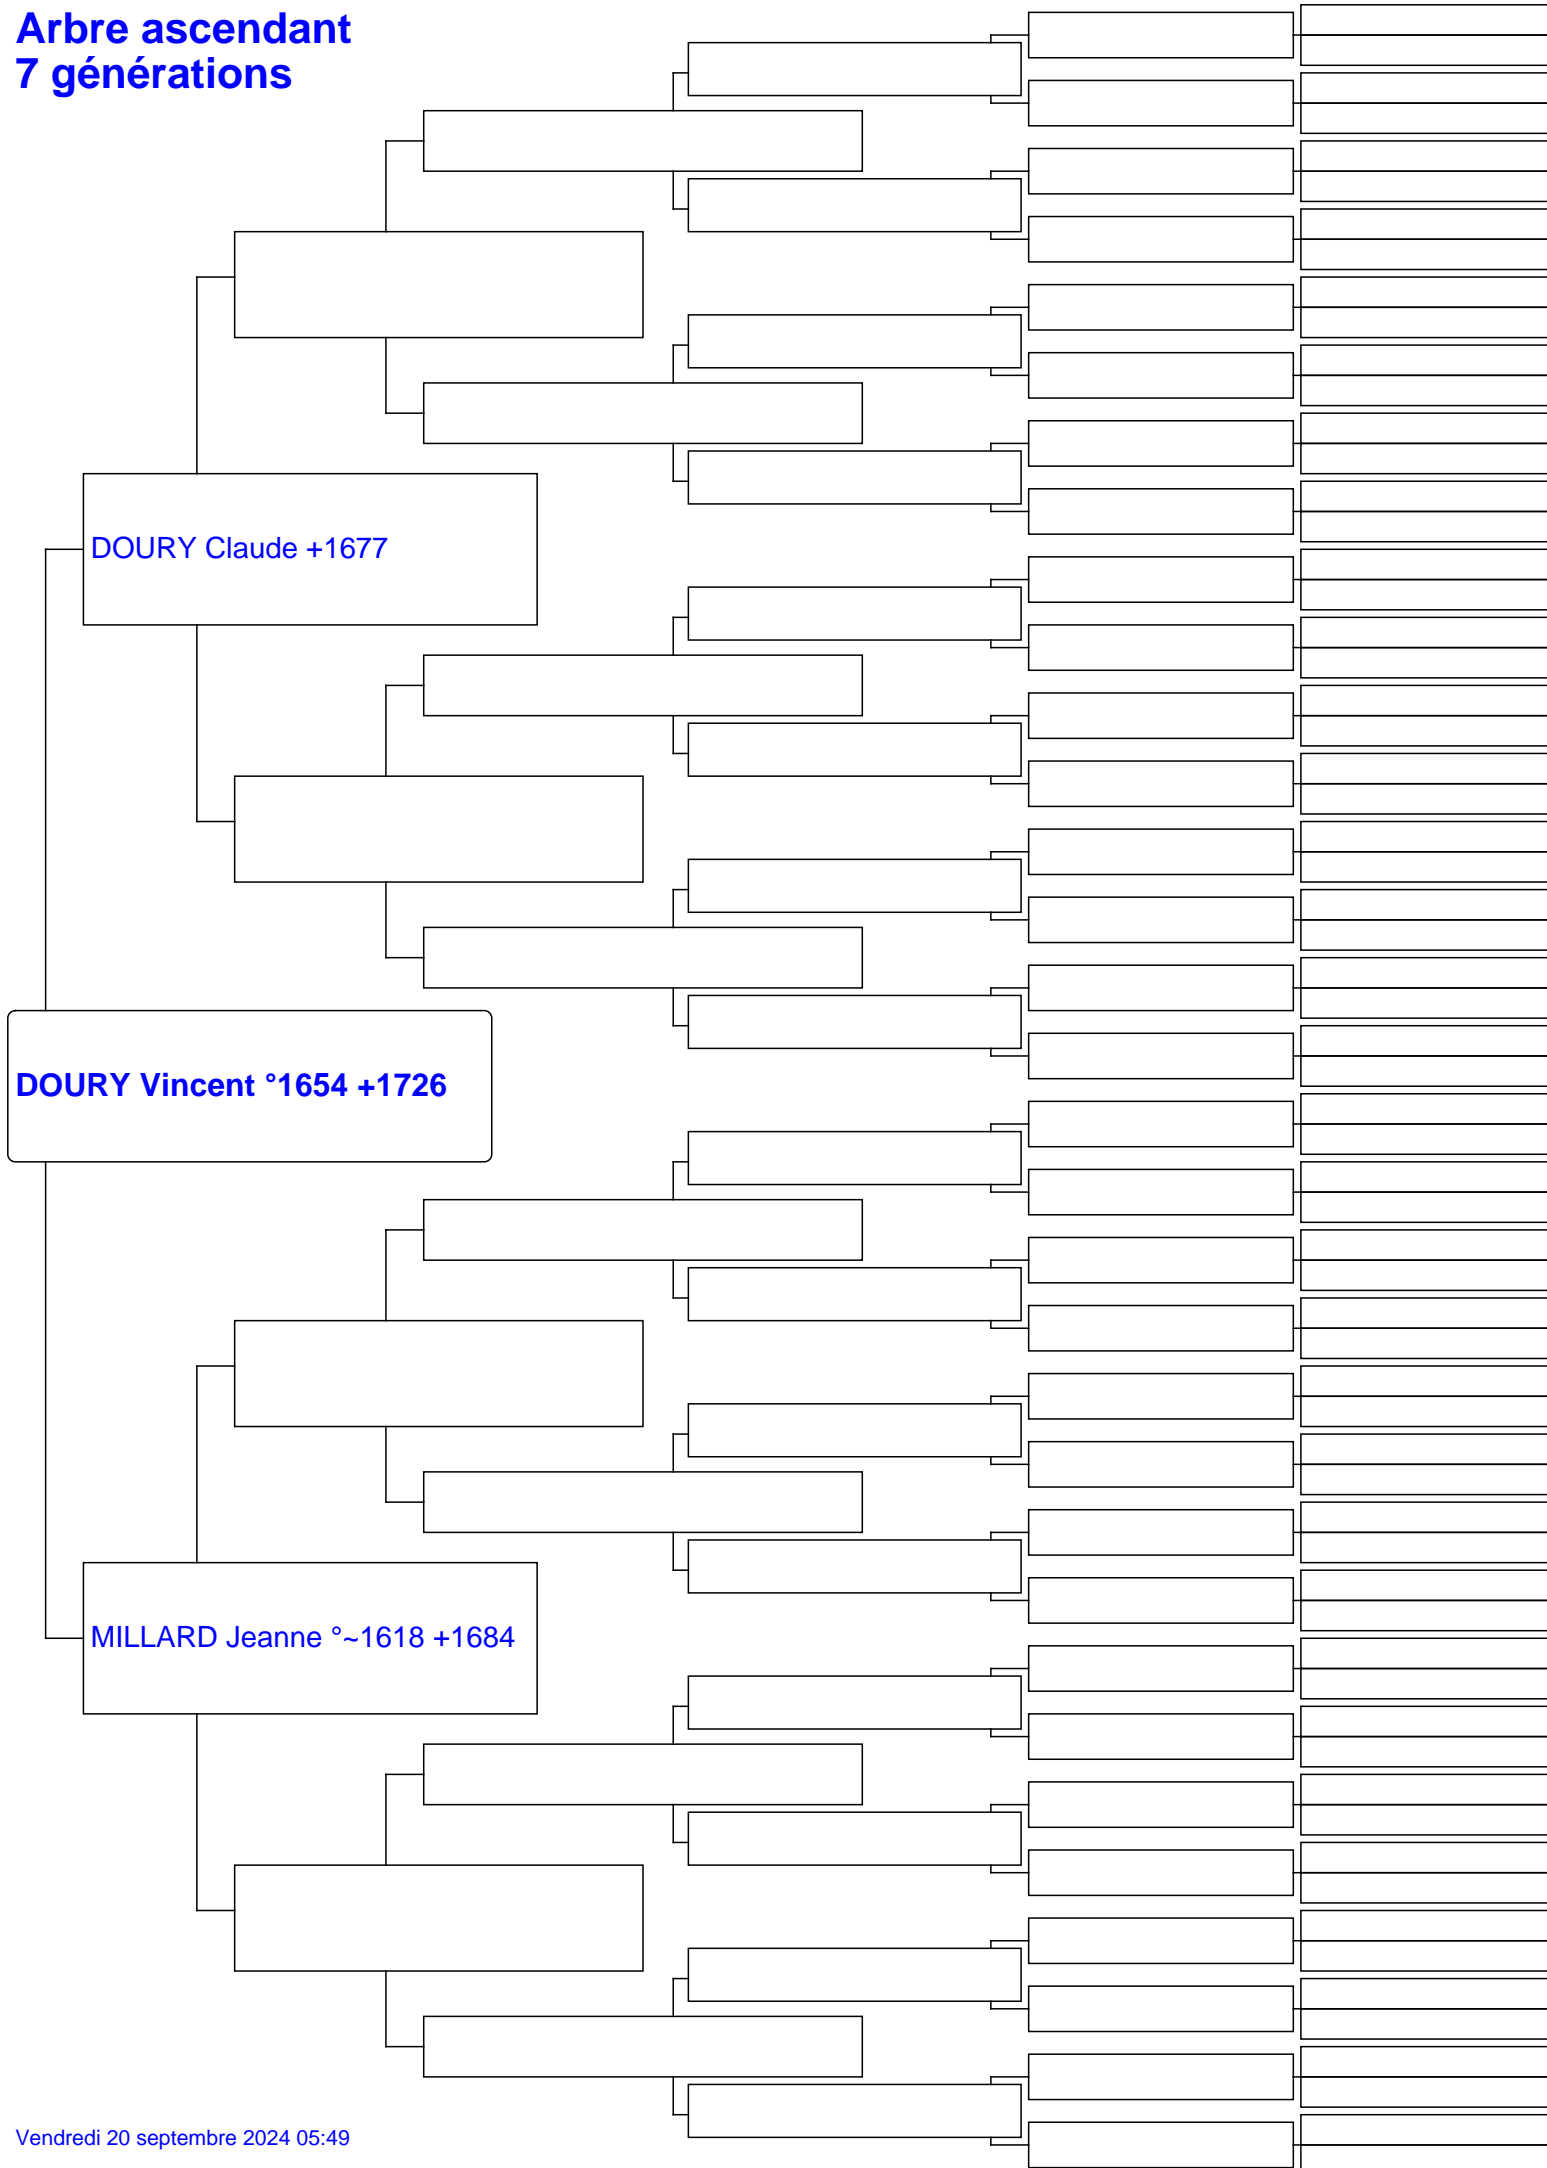 Arbre ascendant
7 générations
DOURY Claude +1677
DOURY Vincent °1654 +1726
MILLARD Jeanne °~1618 +1684
Vendredi 20 septembre 2024 05:49